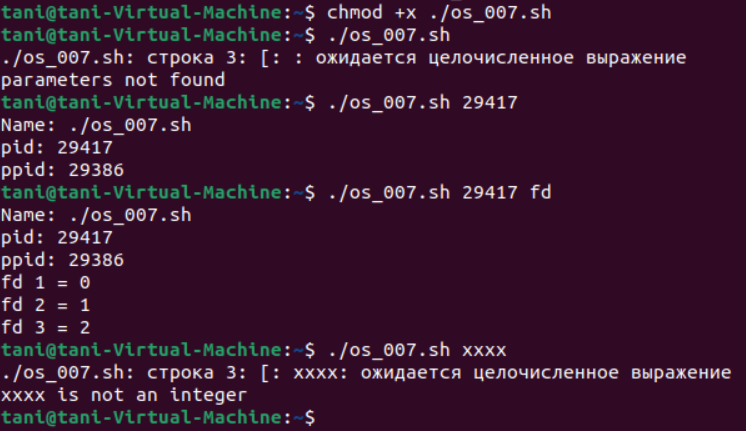 tani@tani-Virtual-Machine:~$ chmod +x ./os_007.sh
tani@tani-Virtual-Machine:~$ ./os_007.sh
./os_007.sh: строка 3: [: : ожидается целочисленное выражение
parameters not found
tani@tani-Virtual-Machine:~$ ./os_007.sh 29417
Name: ./os_007.sh
pid: 29417
ppid: 29386
tani@tani-Virtual-Machine:~$ ./os_007.sh 29417 fd
Name: ./os_007.sh
pid: 29417
ppid: 29386
fd 1 = 0
fd 2 = 1
fd 3 = 2
tani@tani-Virtual-Machine:~$ ./os_007.sh xxxx
./os_007.sh: строка 3: [: xxxx: ожидается целочисленное выражение
xxxx is not an integer
tani@tani-Virtual-Machine:~$